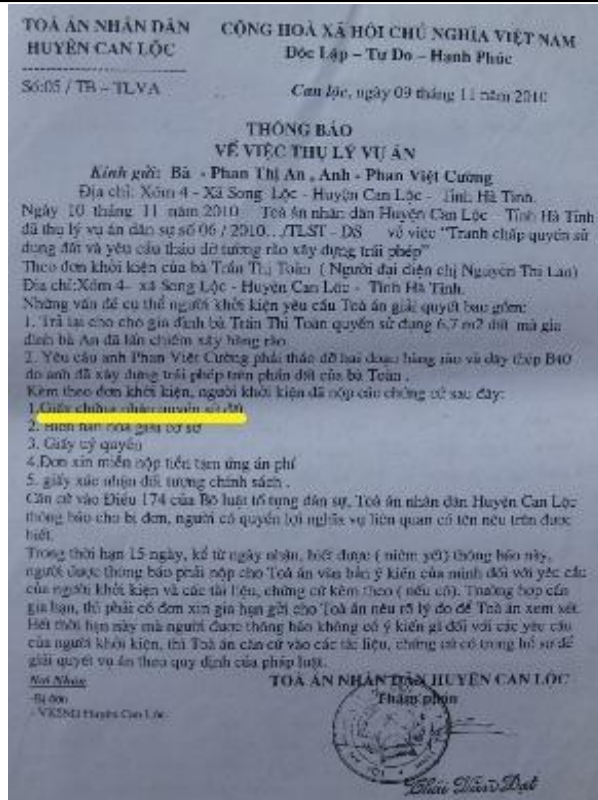 TOÀ ÁN NHÂN DÂN
HUYỆN CAN LỘC
CỘNG HOÀ XÃ HỘI CHỦ NGHĨA VIỆT NAM
Độc Lập – Tự Do – Hạnh Phúc
Số:05 / TB – TLVA
Can lộc, ngày 09 tháng 11 năm 2010
THÔNG BÁO
VỀ VIỆC THỤ LÝ VỤ ÁN
Kính gửi: Bà - Phan Thị An , Anh - Phan Việt Cường
Địa chỉ: Xóm 4 - Xã Song Lộc - Huyện Can Lộc - Tỉnh Hà Tĩnh.
Ngày 10 tháng 11 năm 2010 Toà án nhân dân Huyện Can Lộc - Tỉnh Hà Tĩnh
đã thụ lý vụ án dân sự số 06 / 2010.../TLST - DS về việc “Tranh chấp quyền sử
dụng đất và yêu cầu tháo dỡ tường rào xây dựng trái phép”
Theo đơn khởi kiện của bà Trần Thị Toàn ( Người đại diện chị Nguyễn Thị Lan)
Địa chỉ:Xóm 4- xã Song Lộc - Huyện Can Lộc - Tỉnh Hà Tĩnh.
Những vấn đề cụ thể người khởi kiện yêu cầu Toà án giải quyết bao gồm:
1. Trả lại cho cho gia đình bà Trần Thị Toàn quyền sử dụng 6,7 m2 đất mà gia
đình bà An đã lấn chiếm xây hàng rào
2. Yêu cầu anh Phan Việt Cường phải tháo dỡ hai đoạn hàng rào và dây thép B40
do anh đã xây dựng trái phép trên phần đất của bà Toàn .
Kèm theo đơn khởi kiện, người khởi kiện đã nộp các chứng cứ sau đây:
1.Giấy chứng nhận quyền sử đất
2. Biên bản hoà giải cơ sở
3. Giấy uỷ quyền
4.Đơn xin miễn nộp tiền tạm ứng án phí
5. giấy xác nhận đối tượng chính sách .
Căn cứ vào Điều 174 của Bộ luật tố tụng dân sự, Toà án nhân dân Huyện Can Lộc
thông báo cho bị đơn, người có quyền lợi nghĩa vụ liên quan có tên nêu trên được
biết.
Trong thời hạn 15 ngày, kể từ ngày nhận, biết được ( niêm yết) thông báo này,
người được thông báo phải nộp cho Toà án văn bản ý kiến của mình đối với yêu cầu
của người khởi kiện và các tài liệu, chứng cứ kèm theo ( nếu có). Trường hợp cần
gia hạn, thì phải có đơn xin gia hạn gửi cho Toà án nêu rõ lý do để Toà án xem xét.
Hết thời hạn này mà người được thông báo không có ý kiến gì đối với các yêu cầu
của người khởi kiện, thì Toà án căn cứ vào các tài liệu, chứng cứ có trong hồ sơ để
giải quyết vụ án theo quy định của pháp luật.
Nơi Nhận
TOÀ ÁN NHÂN DÂN HUYỆN CAN LỘC
Thẩm phán
-Bị đơn
- VKSND Huyện Can Lộc.
Thái Văn Đạt